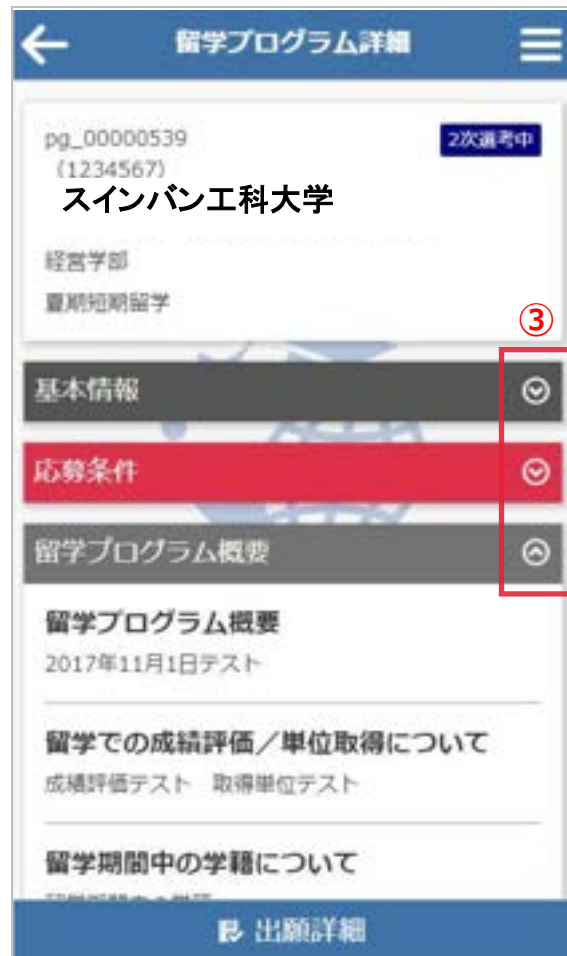 留学プログラム詳細
pg_00000539
2次選考中
(1234567)
スインバン工科大学
経営学部
夏期短期留学
③
基本情報
応募条件
留学プログラム概要
留学プログラム概要
2017年11月1日テスト
留学での成績評価／単位取得について
成績評価テスト　取得単位テスト
留学期間中の学籍について
出願詳細